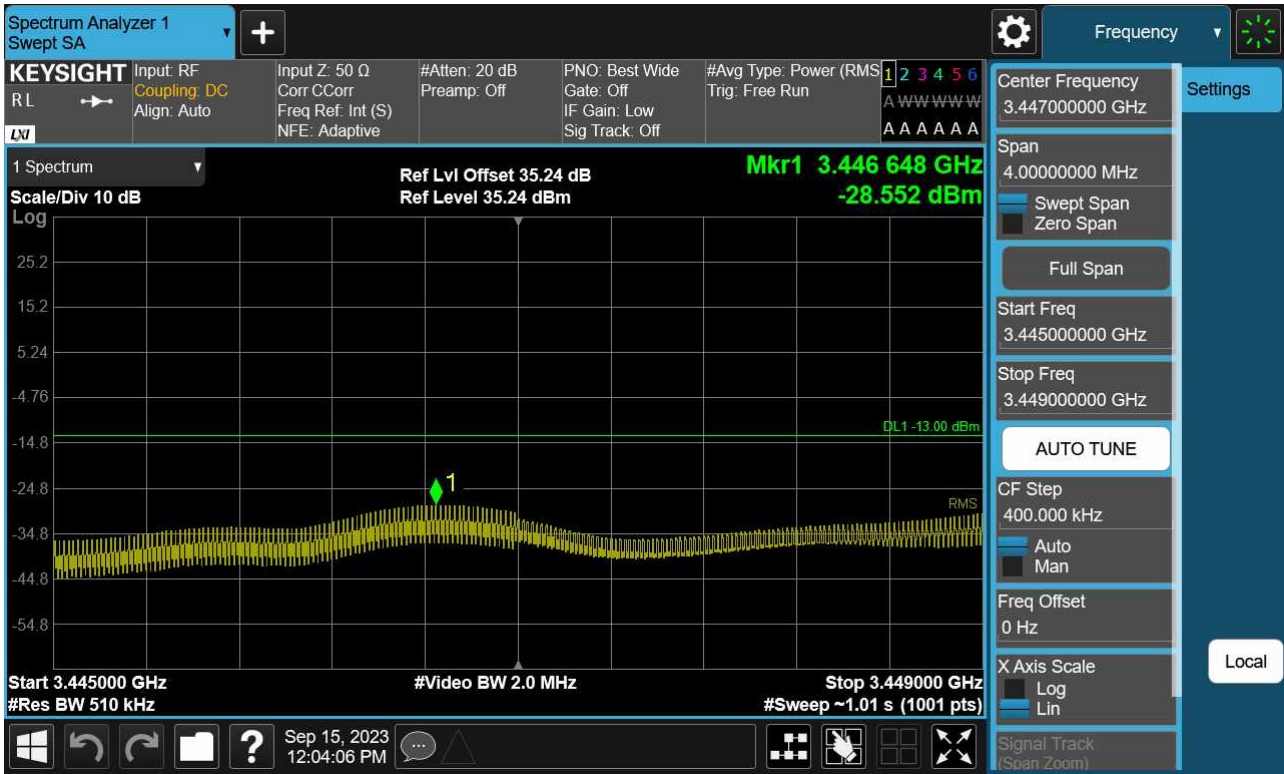 Spectrum Analyzer 1
Swept SA
+
Frequency
KEYSIGHT
RL
LXI
Input: RF
Coupling: DC
Align: Auto
Input Z: 50 Ω
Corr CCorr
Freq Ref: Int (S)
NFE: Adaptive
#Atten: 20 dB
Preamp: Off
PNO: Best Wide
Gate: Off
IF Gain: Low
Sig Track: Off
#Avg Type: Power (RMS
Trig: Free Run
1 2 3 4 5 6
A W W W W W
A A A A A A
1 Spectrum
Scale/Div 10 dB
Log
Ref Lvl Offset 35.24 dB
Ref Level 35.24 dBm
Mkr1 3.446 648 GHz
-28.552 dBm
25.2
15.2
5.24
-4.76
-14.8
-24.8
-34.8
-44.8
-54.8
DL1 -13.00 dBm
1
RMS
Start 3.445000 GHz
#Res BW 510 kHz
#Video BW 2.0 MHz
Stop 3.449000 GHz
#Sweep ~1.01 s (1001 pts)
?
Sep 15, 2023
12:04:06 PM
Center Frequency
3.447000000 GHz
Span
4.00000000 MHz
Swept Span
Zero Span
Full Span
Start Freq
3.445000000 GHz
Stop Freq
3.449000000 GHz
AUTO TUNE
CF Step
400.000 kHz
Auto
Man
Freq Offset
0 Hz
X Axis Scale
Log
Lin
Signal Track
(Span Zoom)
Settings
Local